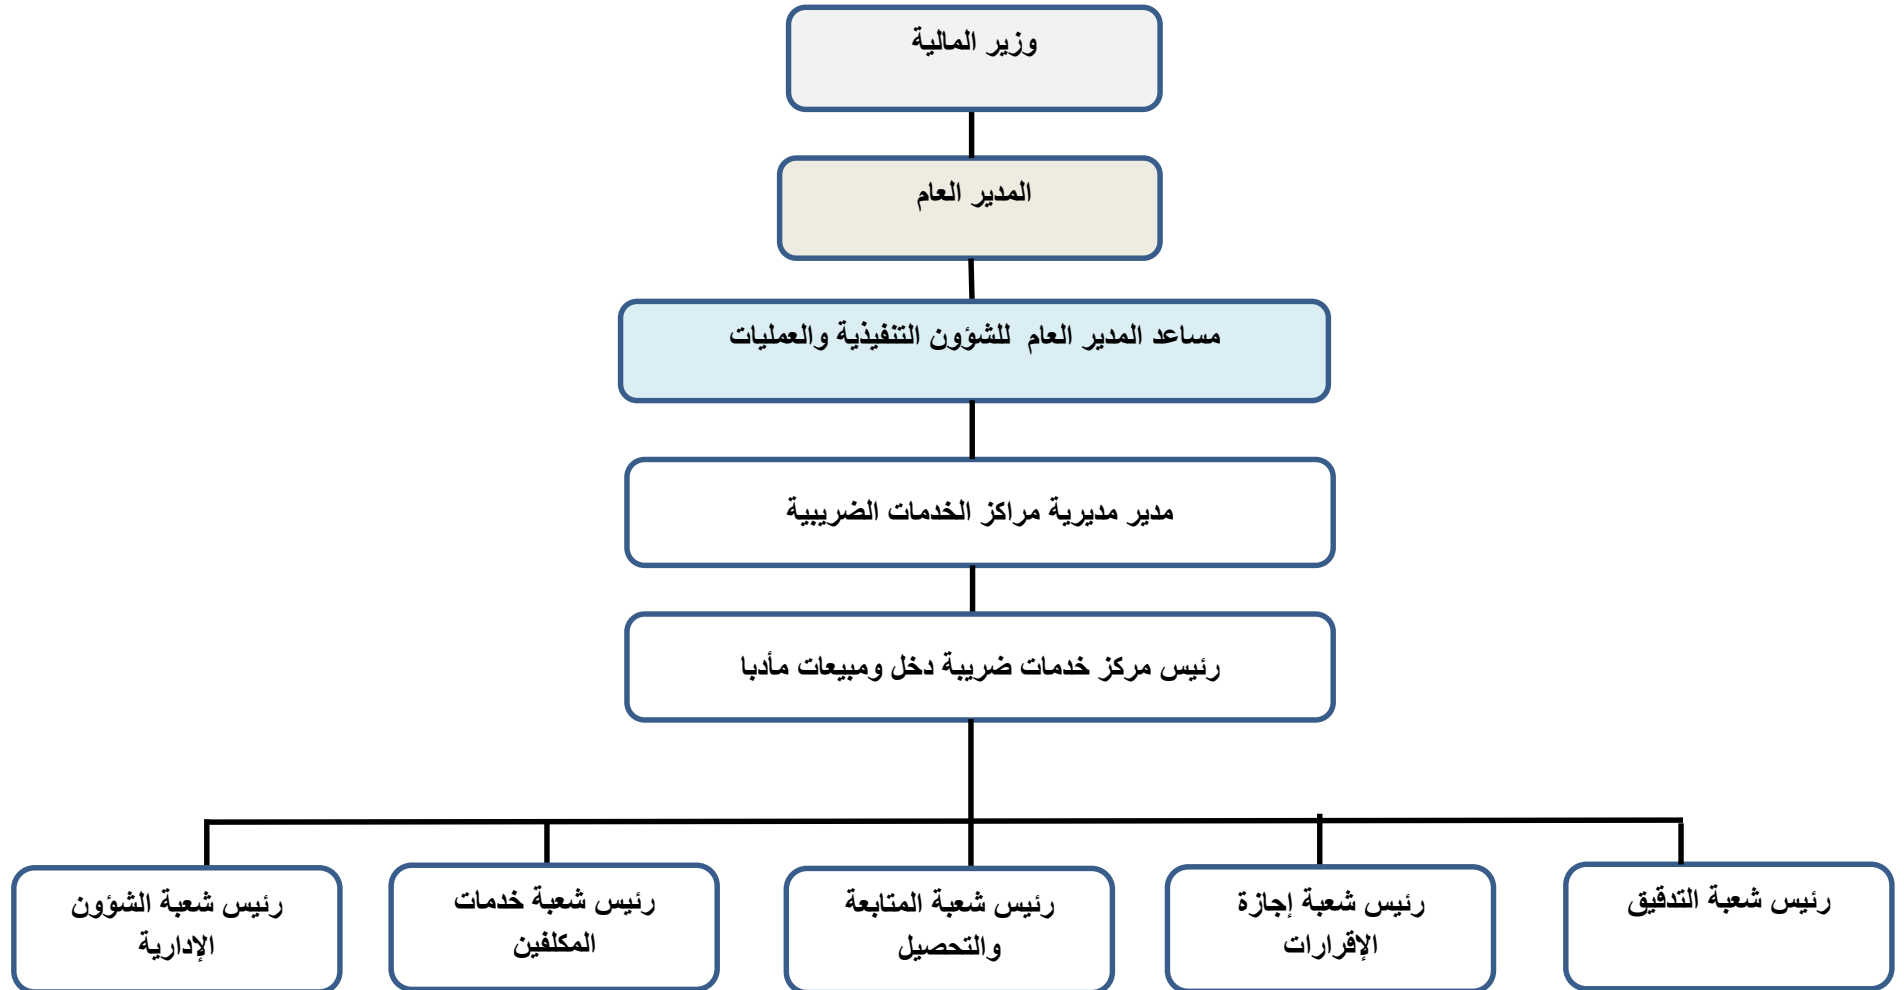 وزير المالية
المدير العام
مساعد المدير العام للشؤون التنفيذية والعمليات
مدير مديرية مراكز الخدمات الضريبية
رئيس مركز خدمات ضريبة دخل ومبيعات مأدبا
رئيس شعبة التدقيق
رئيس شعبة إجازة
الإقرارات
رئيس شعبة المتابعة
والتحصيل
رئيس شعبة خدمات
المكلفين
رئيس شعبة الشؤون
الإدارية